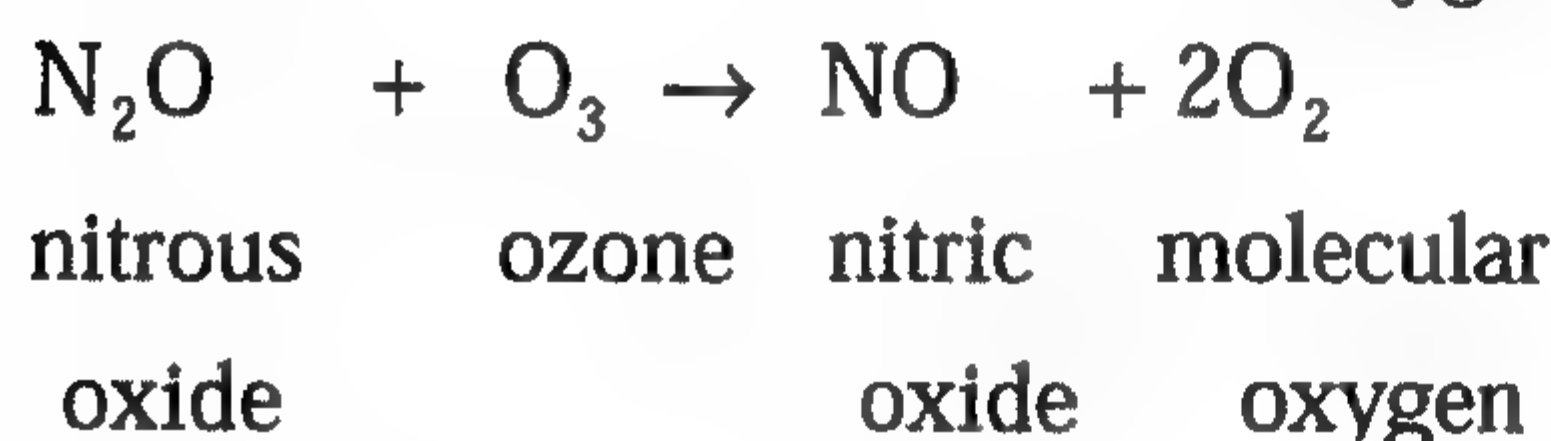 N₂O + O₃ → NO + 2O₂
nitrous ozone nitric molecular
oxide oxide oxygen